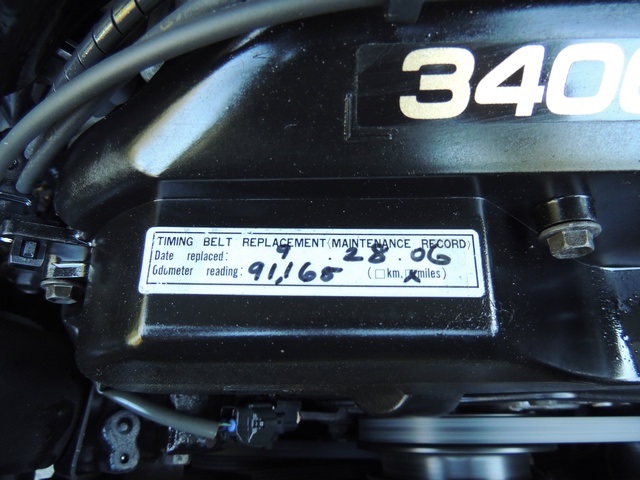 3400
TIMING BELT REPLACEMENT (MAINTENANCE RECORD)
Date replaced: 9 . 28 . 06
Odometer reading: 91,165 (□ km. ☒ miles)